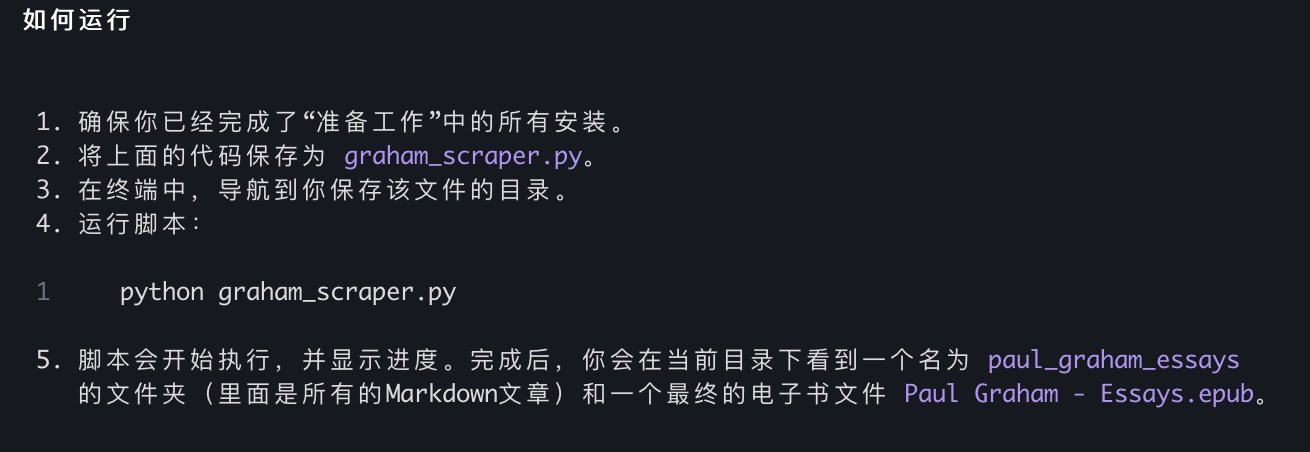 如何运行
1. 确保你已经完成了“准备工作”中的所有安装。
2. 将上面的代码保存为 graham_scraper.py。
3. 在终端中，导航到你保存该文件的目录。
4. 运行脚本：
1 python graham_scraper.py
5. 脚本会开始执行，并显示进度。完成后，你会在当前目录下看到一个名为 paul_graham_essays
的文件夹（里面是所有的Markdown文章）和一个最终的电子书文件 Paul Graham - Essays.epub。